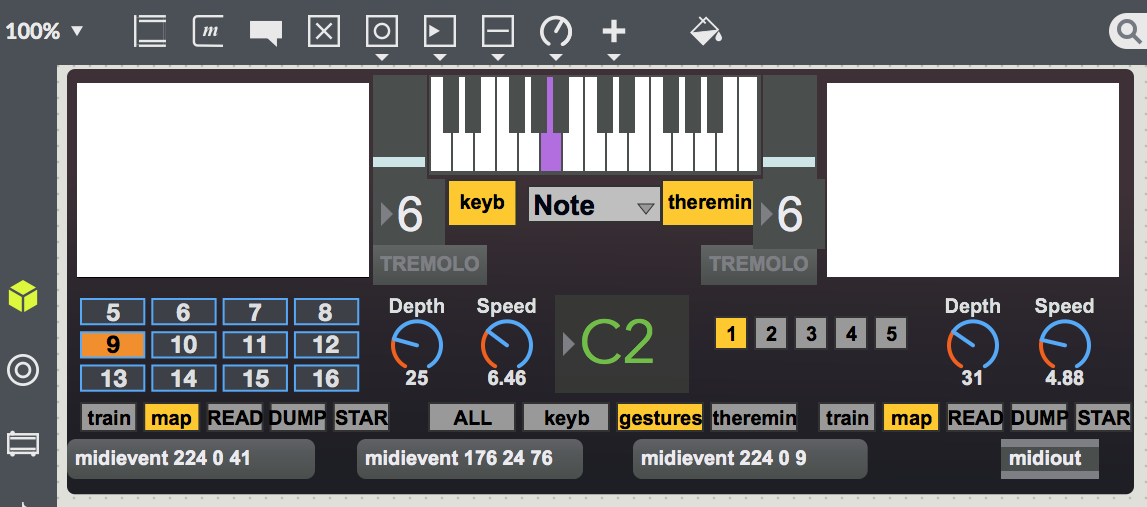 100%
m
6
keyb
Note
theremin
6
TREMOLO
TREMOLO
5 6 7 8
9 10 11 12
13 14 15 16
Depth Speed
25 6.46
C2
1 2 3 4 5
Depth Speed
31 4.88
train map READ DUMP STAR
ALL keyb gestures theremin
train map READ DUMP STAR
midievent 224 0 41
midievent 176 24 76
midievent 224 0 9
midiout